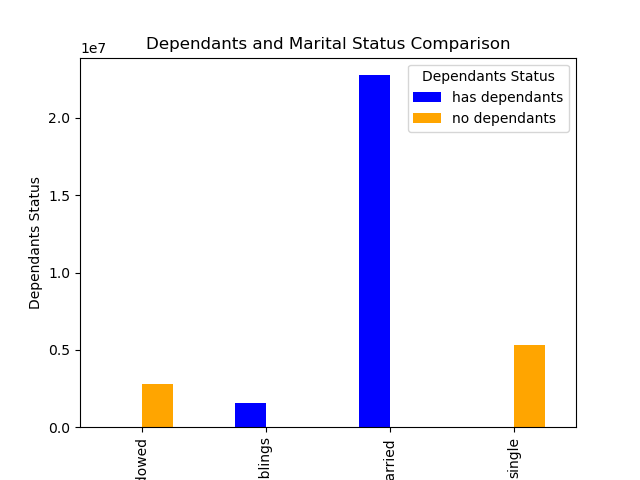 Dependants and Marital Status Comparison
1e7
Dependants Status
has dependants
no dependants
2.0
1.5
1.0
0.5
0.0
Dependants Status
dowed
blings
arried
single